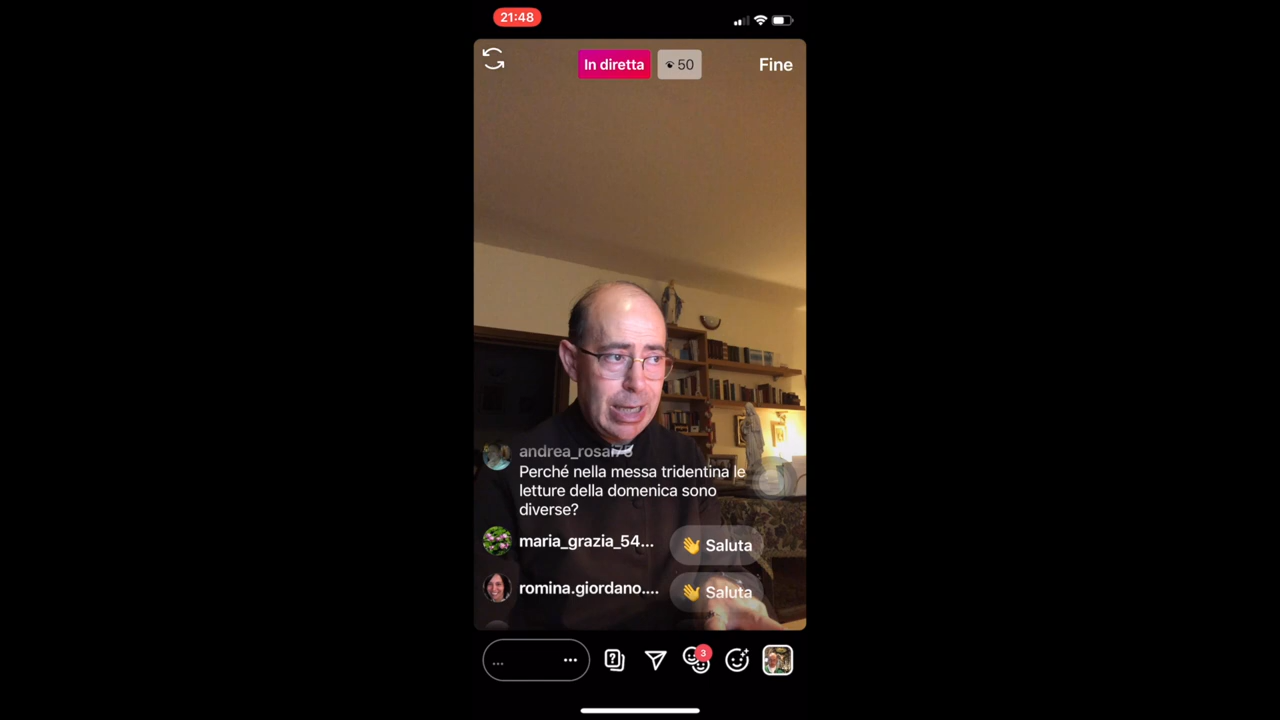 21:48
In diretta
50
Fine
Perché nella messa tridentina le
letture della domenica sono
diverse?
maria_grazia_54...
👋 Saluta
romina.giordano....
👋 Saluta
...
3